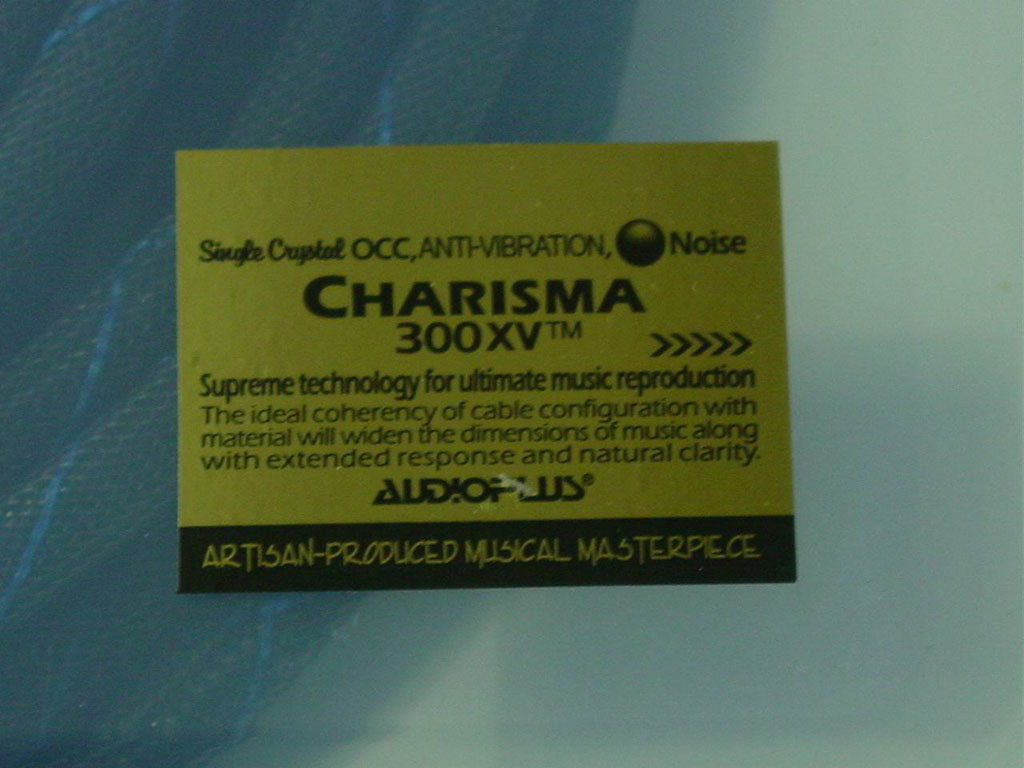 Single Crystal OCC, ANTI-VIBRATION, Noise
CHARISMA
300XV™
>>>>>
Supreme technology for ultimate music reproduction
The ideal coherency of cable configuration with
material will widen the dimensions of music along
with extended response and natural clarity.
AUDIOPLUS®
ARTISAN-PRODUCED MUSICAL MASTERPIECE